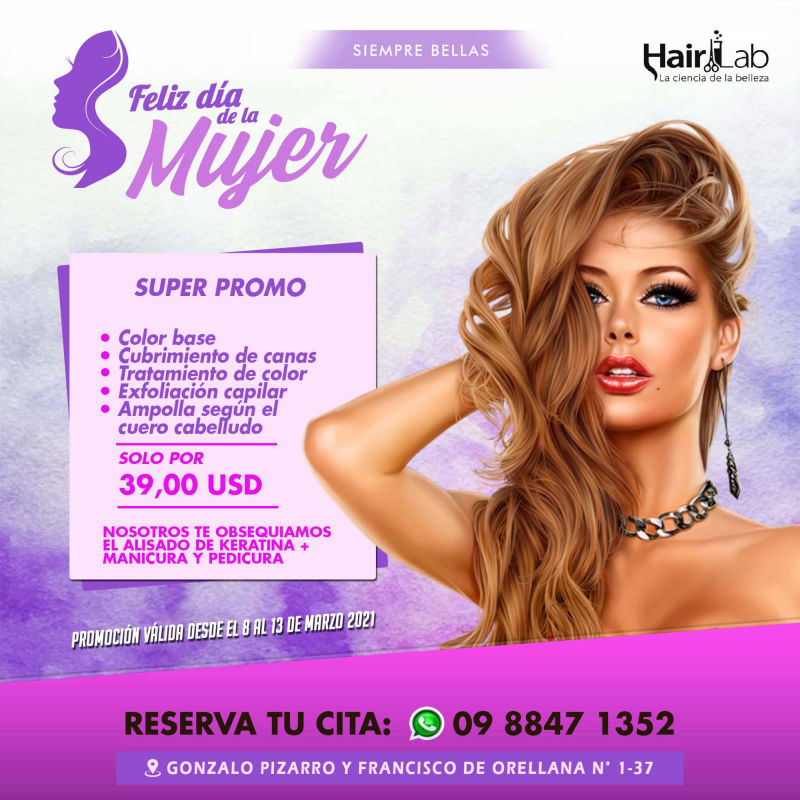 SIEMPRE BELLAS
Hair Lab
La ciencia de la belleza
Feliz día
de la
Mujer
SUPER PROMO
• Color base
• Cubrimiento de canas
• Tratamiento de color
• Exfoliación capilar
• Ampolla según el
cuero cabelludo
SOLO POR
39,00 USD
NOSOTROS TE OBSEQUIAMOS
EL ALISADO DE KERATINA +
MANICURA Y PEDICURA
PROMOCIÓN VÁLIDA DESDE EL 8 AL 13 DE MARZO 2021
RESERVA TU CITA: 09 8847 1352
GONZALO PIZARRO Y FRANCISCO DE ORELLANA N° 1-37